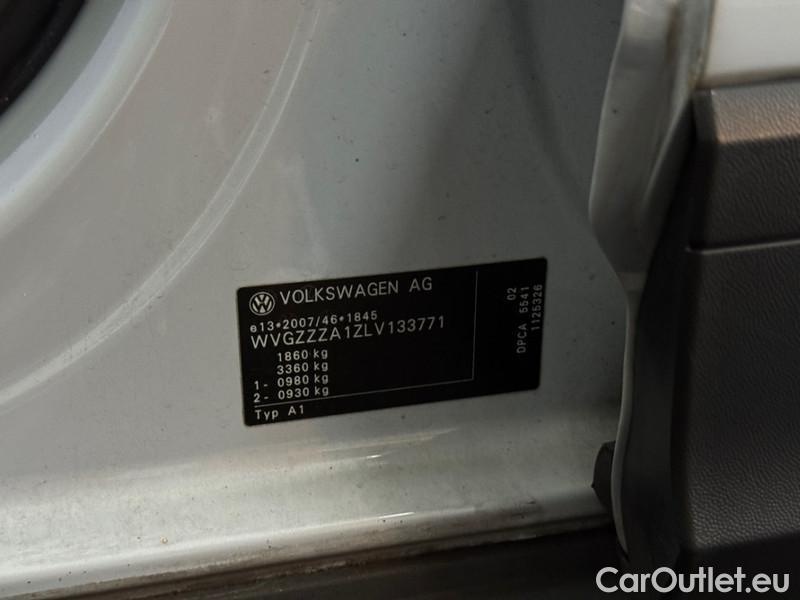 VOLKSWAGEN AG
e13*2007/46*1845
WVGZZZA1ZLV133771
1860 kg
3360 kg
1- 0980 kg
2- 0930 kg
Typ A1
02
DPCA 5541
1125326
CarOutlet.eu